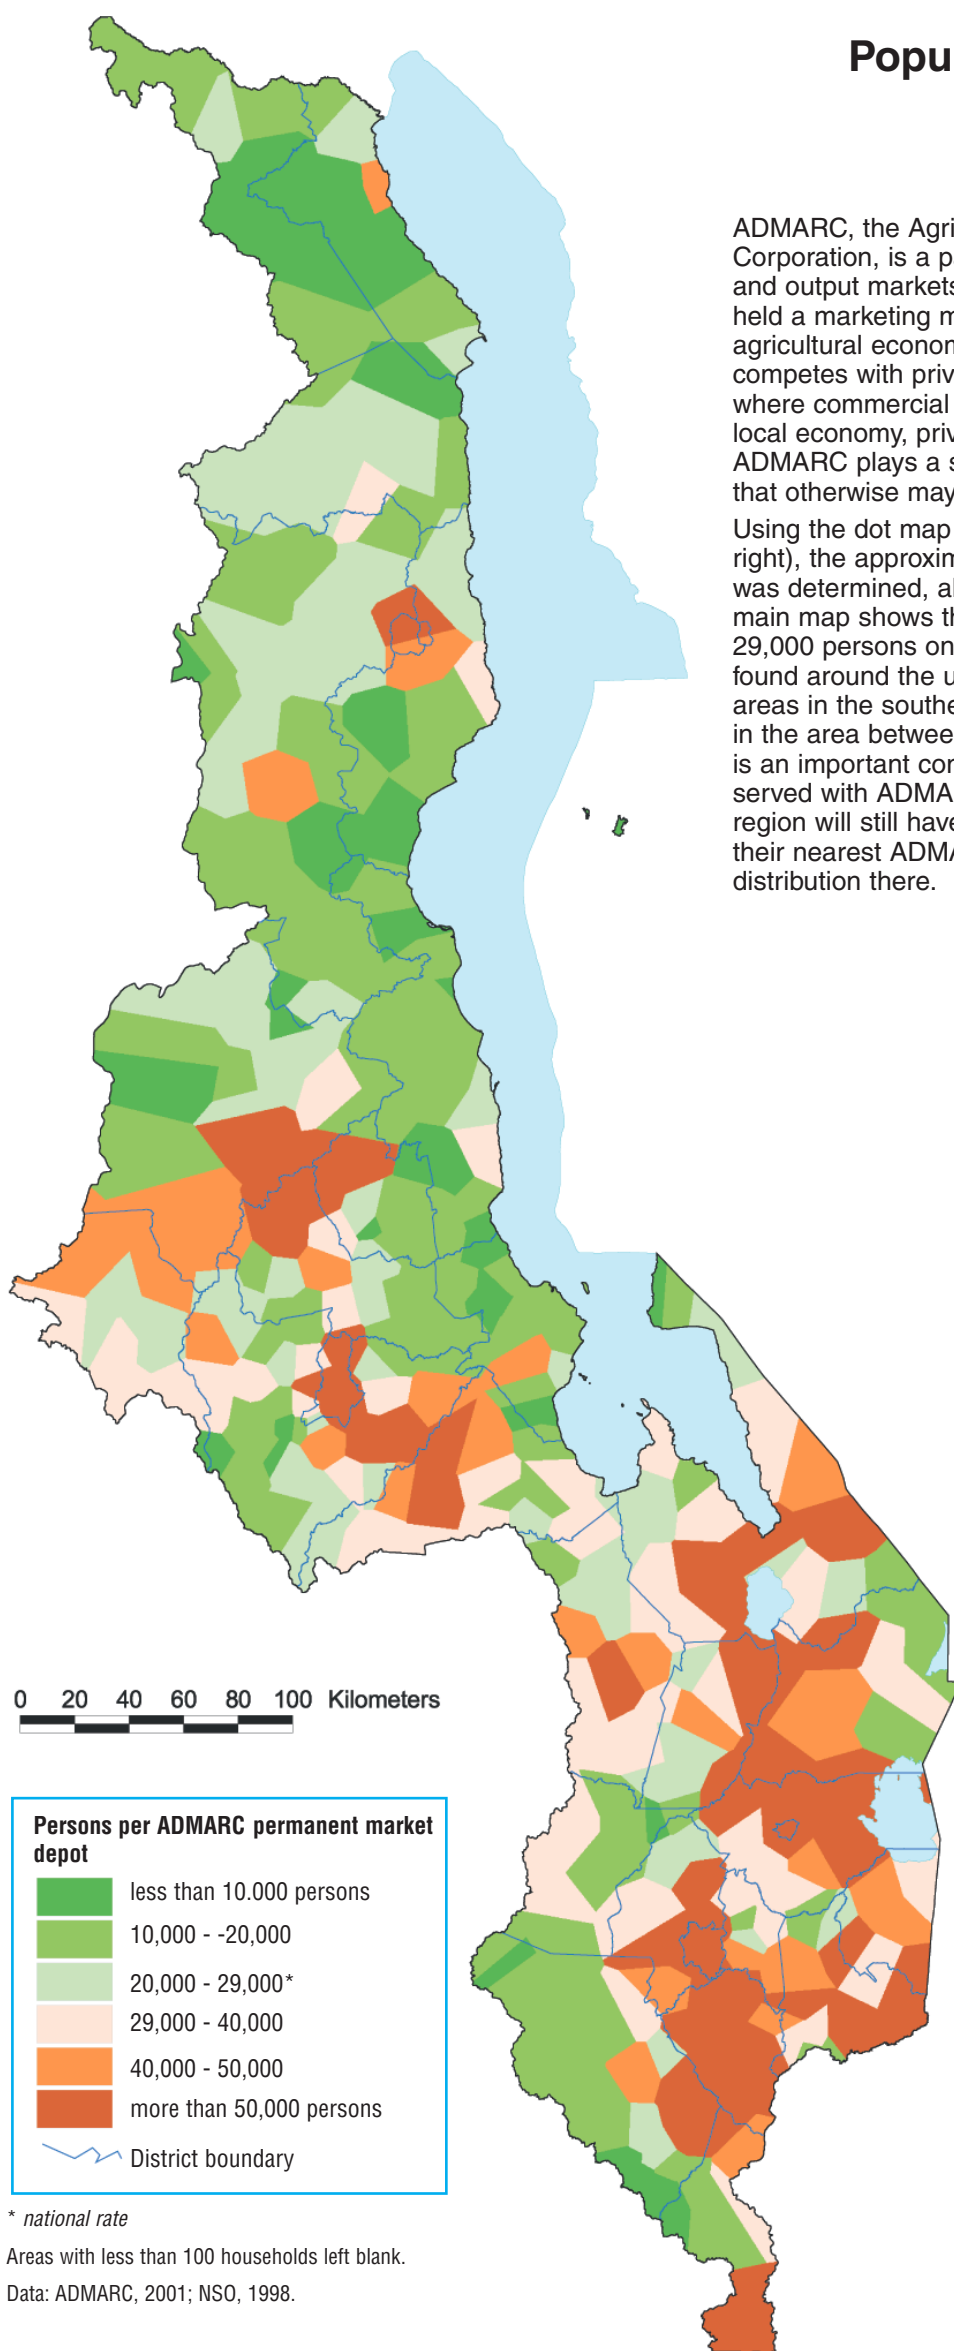 Popu
ADMARC, the Agri
Corporation, is a p
and output markets
held a marketing m
agricultural econom
competes with priv
where commercial
local economy, priv
ADMARC plays a s
that otherwise may
Using the dot map
right), the approxim
was determined, al
main map shows th
29,000 persons on
found around the u
areas in the southe
in the area betwee
is an important cor
served with ADMA
region will still have
their nearest ADMA
distribution there.
0 20 40 60 80 100 Kilometers
Persons per ADMARC permanent market
depot
less than 10.000 persons
10,000 - -20,000
20,000 - 29,000*
29,000 - 40,000
40,000 - 50,000
more than 50,000 persons
District boundary
* national rate
Areas with less than 100 households left blank.
Data: ADMARC, 2001; NSO, 1998.